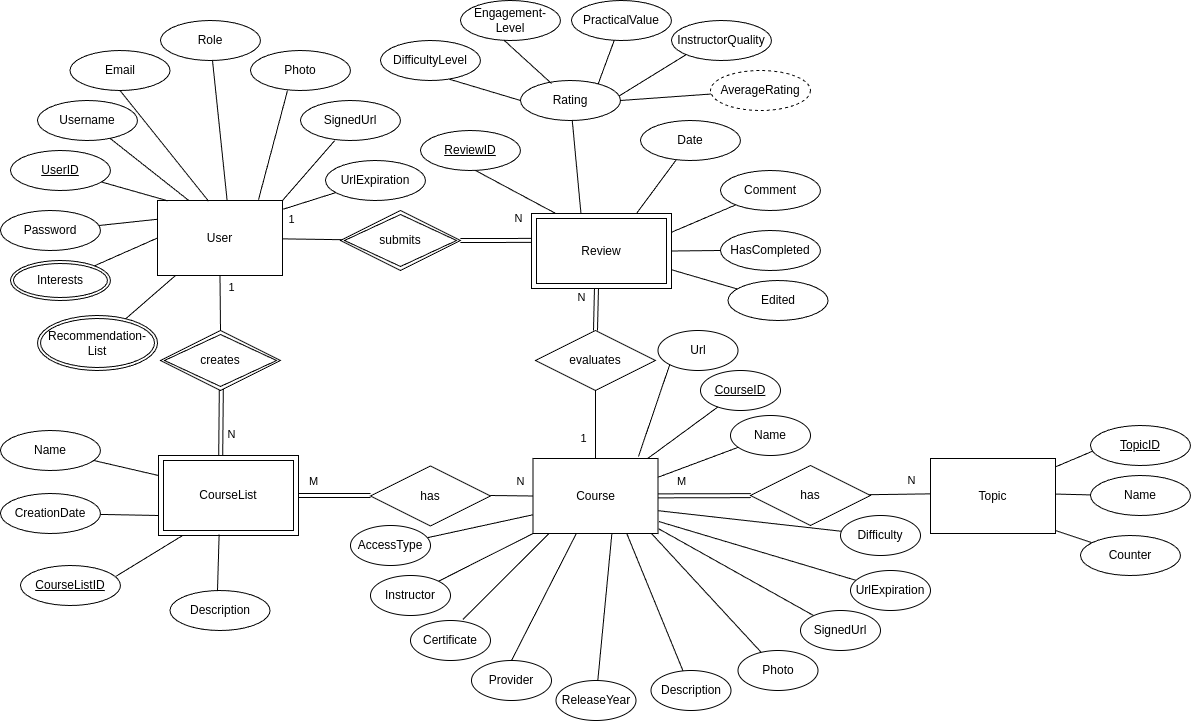 Engagement-
Level
PracticalValue
Role
InstructorQuality
DifficultyLevel
Email
Photo
AverageRating
Rating
Username
SignedUrl
Date
ReviewID
UserID
UrlExpiration
Comment
1
N
Password
User
submits
Review
HasCompleted
Interests
1
N
Edited
Recommendation-
List
Url
creates
evaluates
CourseID
N
1
Name
Name
TopicID
M
N
M
N
CourseList
has
Course
has
Topic
Name
CreationDate
AccessType
Difficulty
Counter
CourseListID
Instructor
UrlExpiration
Description
Certificate
SignedUrl
Provider
Photo
ReleaseYear
Description